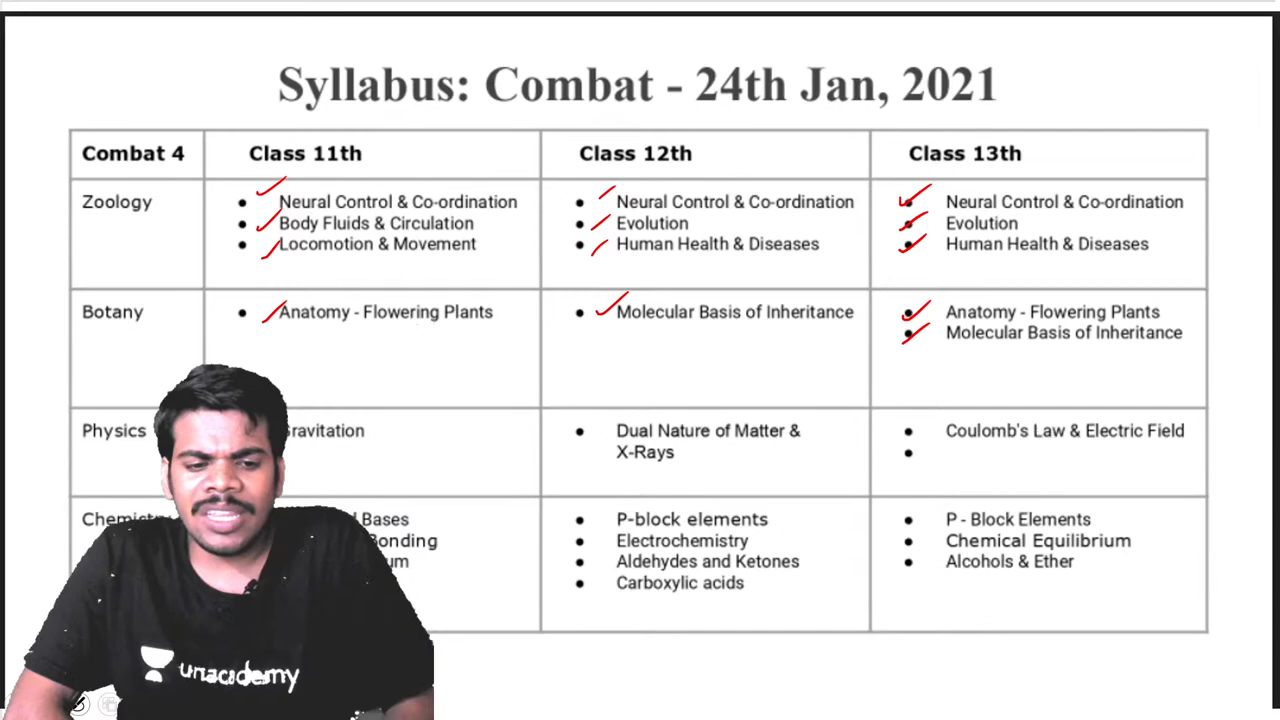 Syllabus: Combat - 24th Jan, 2021
Combat 4 Class 11th Class 12th Class 13th
Zoology
Neural Control & Co-ordination
Body Fluids & Circulation
Locomotion & Movement
Neural Control & Co-ordination
Evolution
Human Health & Diseases
Neural Control & Co-ordination
Evolution
Human Health & Diseases
Botany
Anatomy - Flowering Plants
Molecular Basis of Inheritance
Anatomy - Flowering Plants
Molecular Basis of Inheritance
Physics
Dual Nature of Matter &
X-Rays
Coulomb's Law & Electric Field
Bases
P-block elements
Electrochemistry
Aldehydes and Ketones
Carboxylic acids
P - Block Elements
Chemical Equilibrium
Alcohols & Ether
unacademy